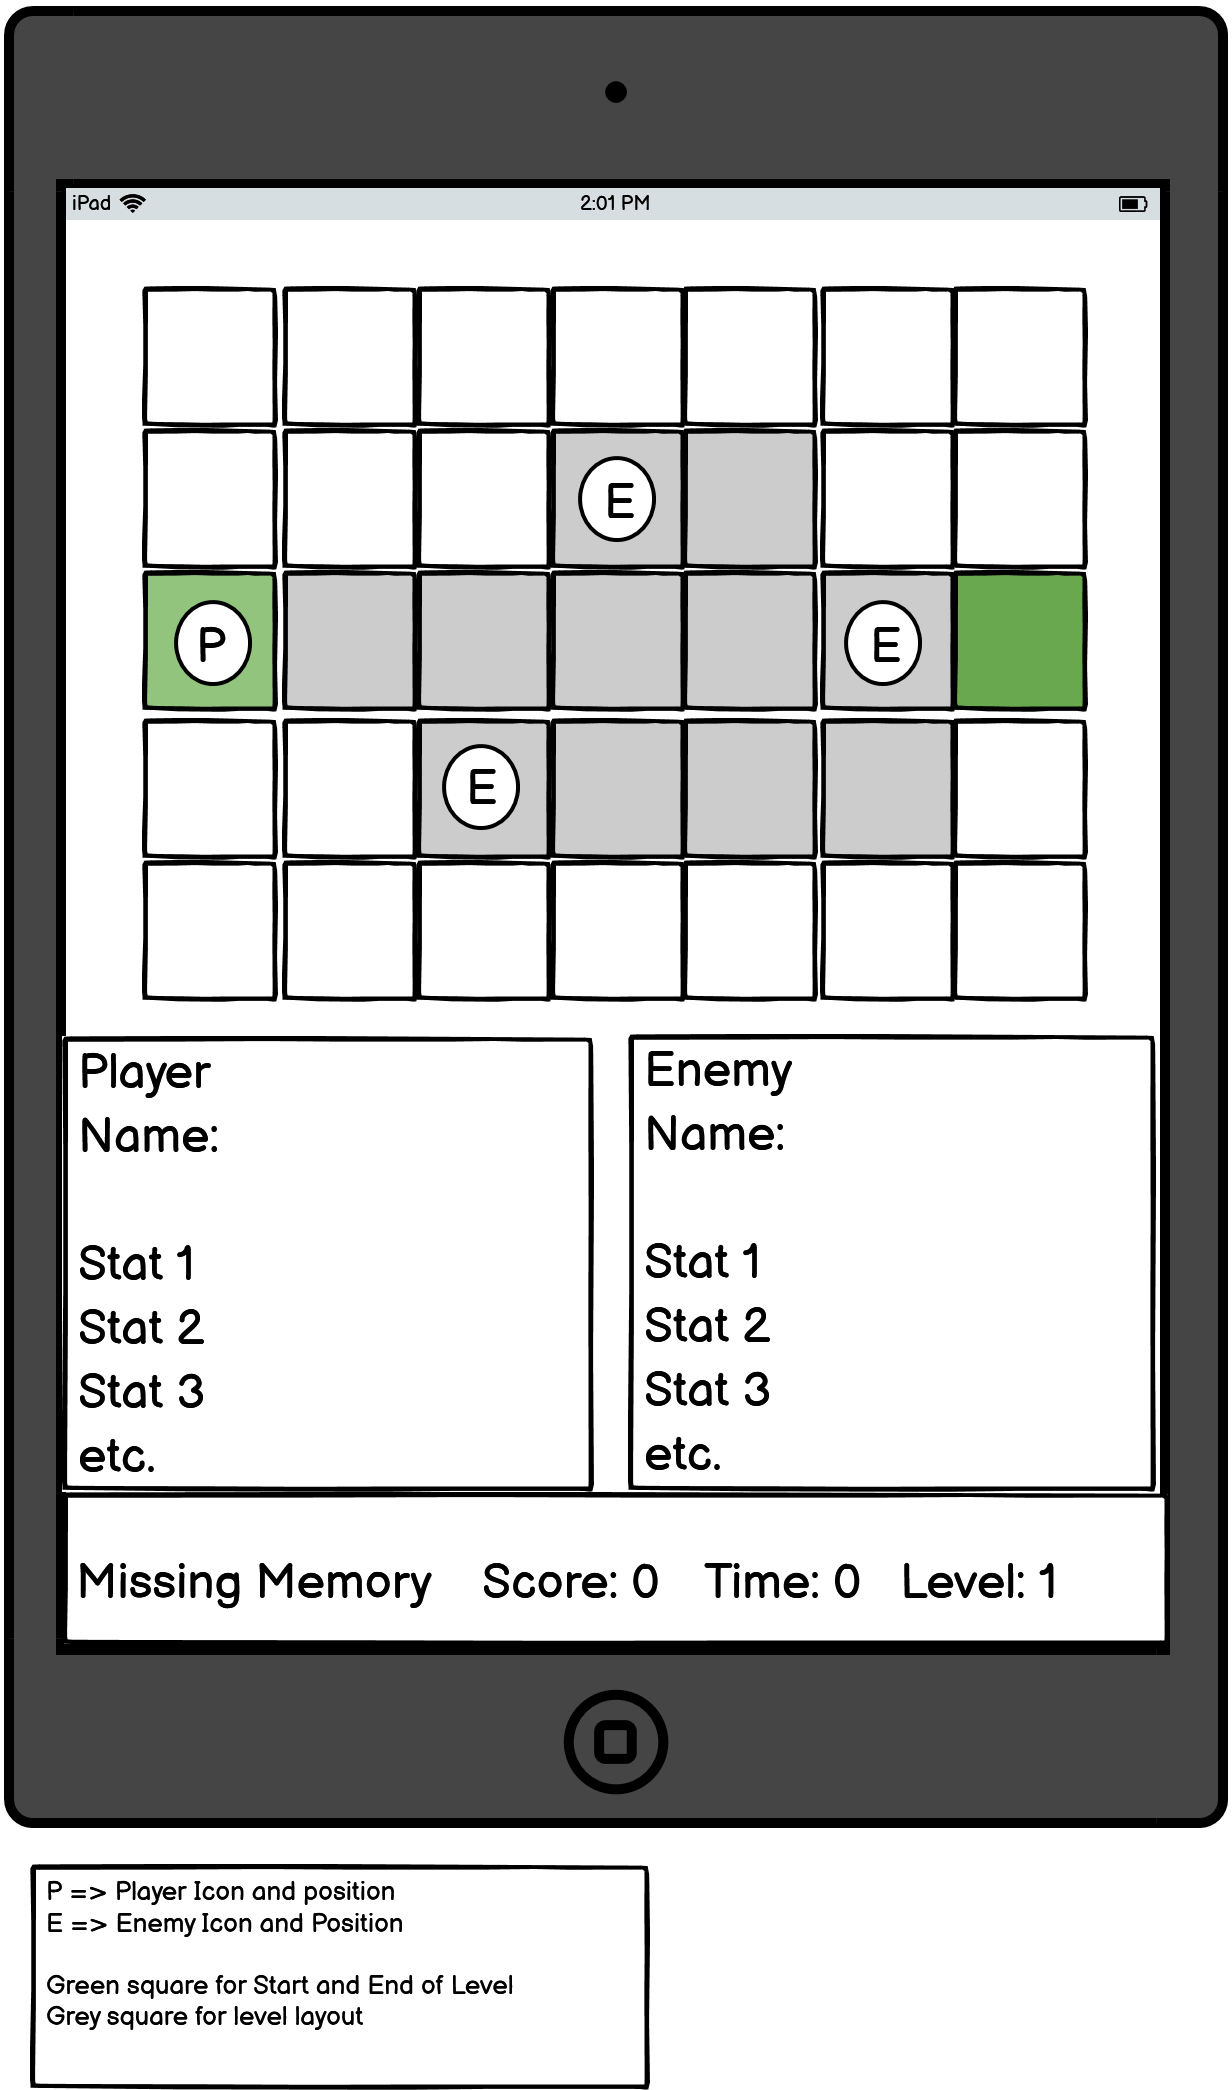 iPad 2:01 PM
E
P E
E
Player
Name:
Stat 1
Stat 2
Stat 3
etc.
Enemy
Name:
Stat 1
Stat 2
Stat 3
etc.
Missing Memory Score: 0 Time: 0 Level: 1
P => Player Icon and position
E => Enemy Icon and Position
Green square for Start and End of Level
Grey square for level layout